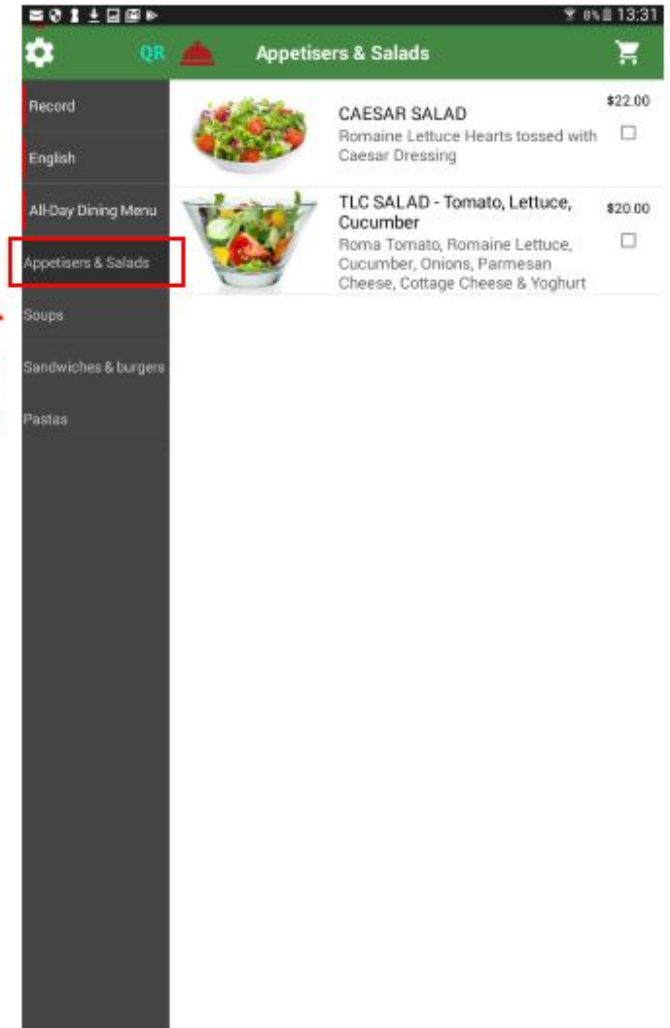 8% 13:31
QR
Appetisers & Salads
Record
English
All-Day Dining Menu
Appetisers & Salads
Soups
Sandwiches & burgers
Pastas
CAESAR SALAD
$22.00
Romaine Lettuce Hearts tossed with
Caesar Dressing
TLC SALAD - Tomato, Lettuce,
Cucumber
$20.00
Roma Tomato, Romaine Lettuce,
Cucumber, Onions, Parmesan
Cheese, Cottage Cheese & Yoghurt